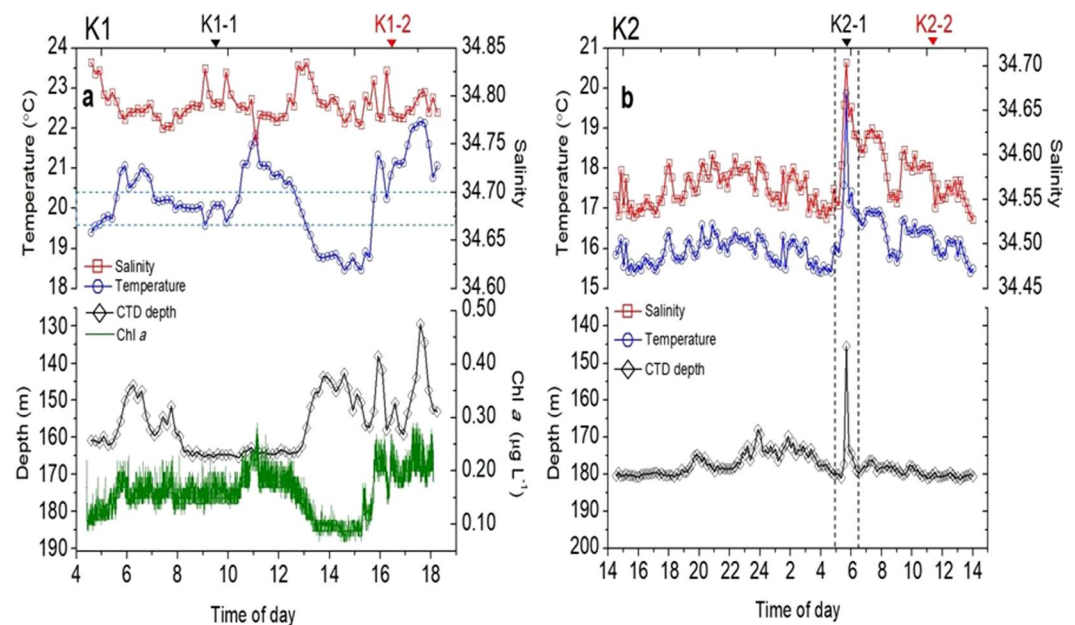 K1
K1-1
K1-2
K2
K2-1
K2-2
24
23
22
21
20
19
18
Temperature (°C)
34.85
34.80
34.75
34.70
34.65
34.60
Salinity
a
Salinity
Temperature
CTD depth
Chl a
130
140
150
160
170
180
190
Depth (m)
0.50
0.40
0.30
0.20
0.10
Chl a (µg L-1)
4 6 8 10 12 14 16 18
Time of day
21
20
19
18
17
16
15
Temperature (°C)
34.70
34.65
34.60
34.55
34.50
34.45
Salinity
b
Salinity
Temperature
CTD depth
140
150
160
170
180
190
200
Depth (m)
14 16 18 20 22 24 2 4 6 8 10 12 14
Time of day